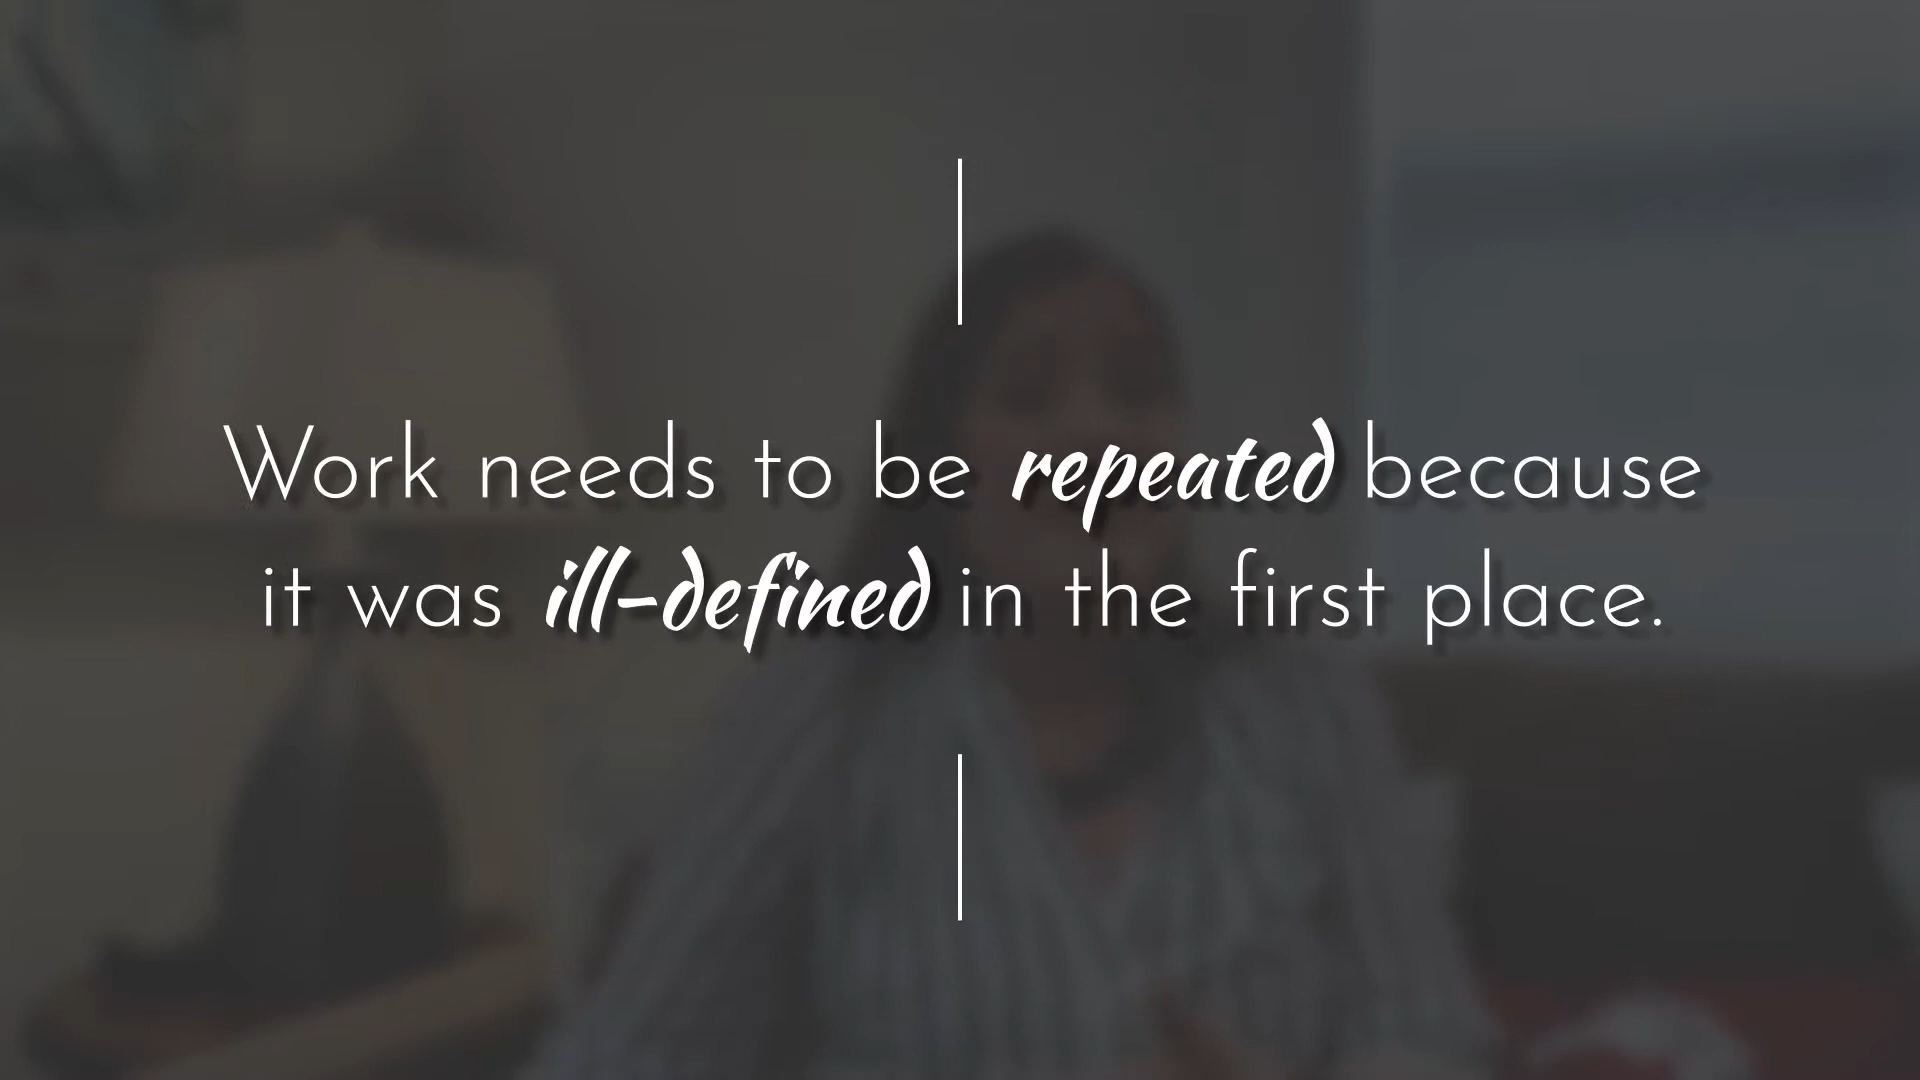 Work needs to be repeated because
it was ill-defined in the first place.